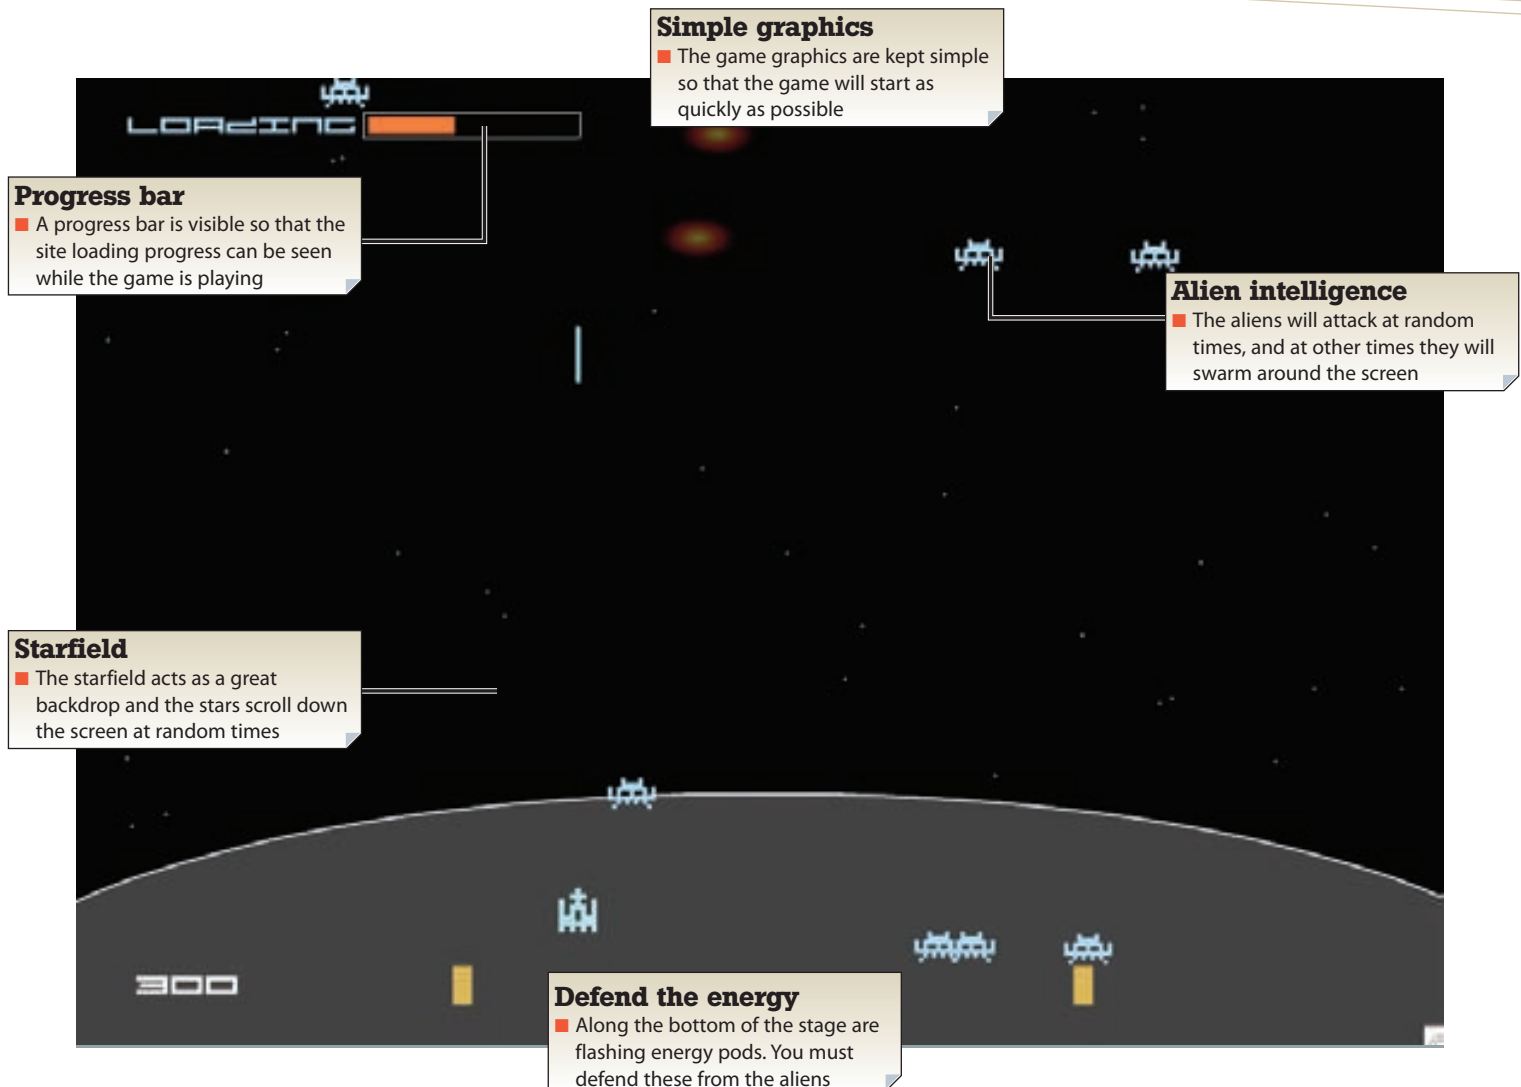 Simple graphics
■ The game graphics are kept simple
so that the game will start as
quickly as possible
LOAdING
Progress bar
■ A progress bar is visible so that the
site loading progress can be seen
while the game is playing
Alien intelligence
■ The aliens will attack at random
times, and at other times they will
swarm around the screen
Starfield
■ The starfield acts as a great
backdrop and the stars scroll down
the screen at random times
300
Defend the energy
■ Along the bottom of the stage are
flashing energy pods. You must
defend these from the aliens